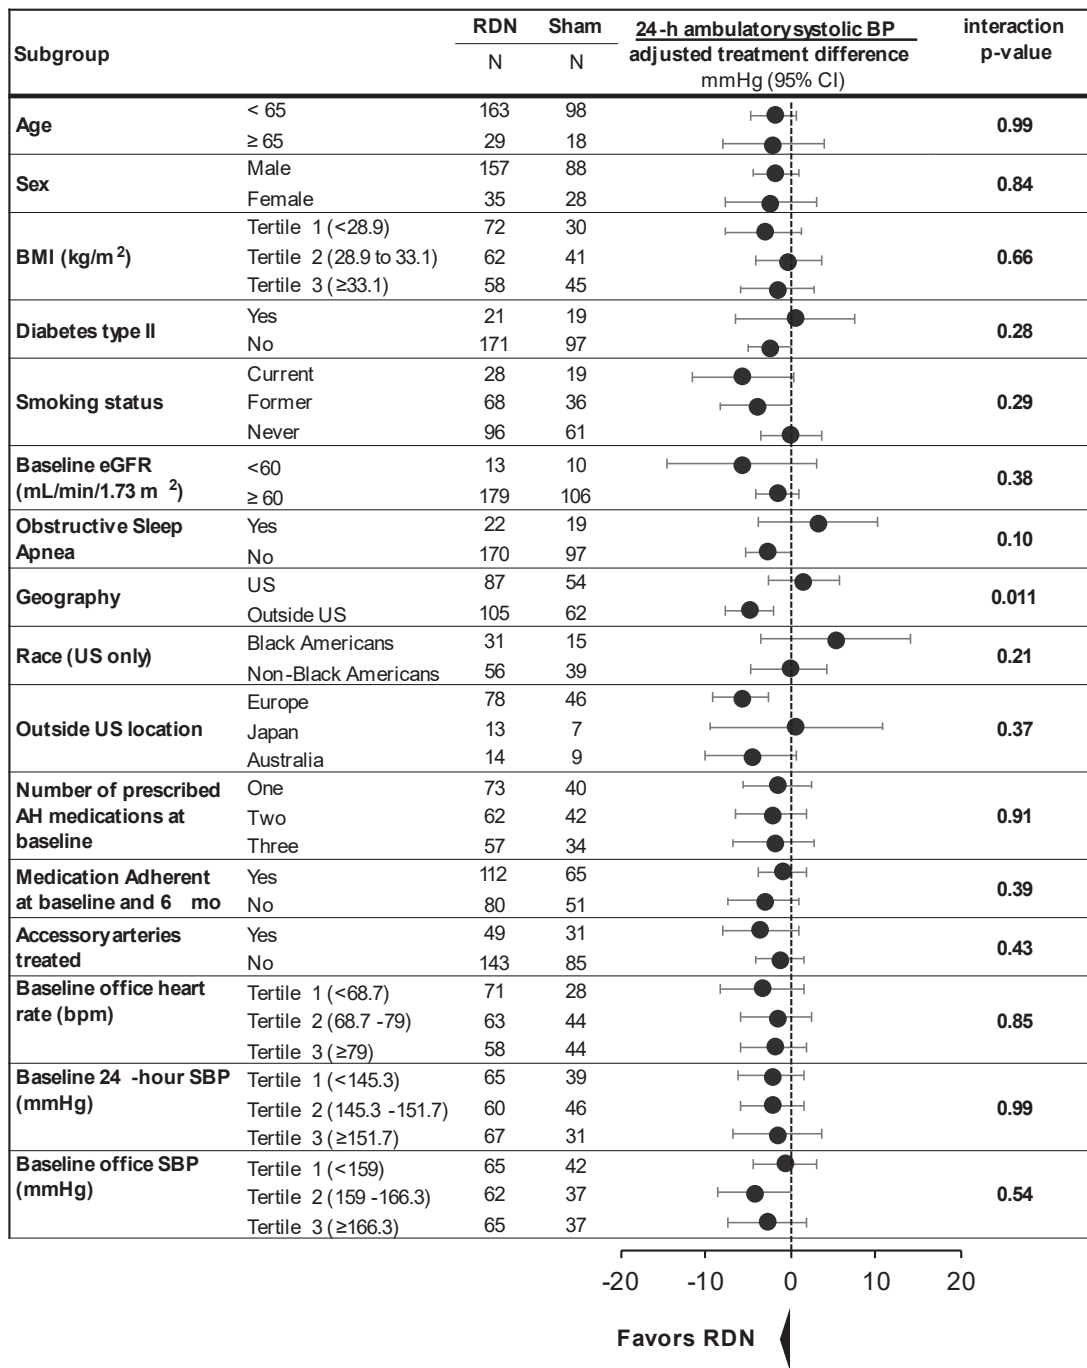 Subgroup RDN Sham 24-h ambulatory systolic BP interaction
N N adjusted treatment difference p-value
mmHg (95% CI)
Age < 65 163 98 0.99
≥ 65 29 18
Sex Male 157 88 0.84
Female 35 28
BMI (kg/m²) Tertile 1 (<28.9) 72 30 0.66
Tertile 2 (28.9 to 33.1) 62 41
Tertile 3 (≥33.1) 58 45
Diabetes type II Yes 21 19 0.28
No 171 97
Smoking status Current 28 19 0.29
Former 68 36
Never 96 61
Baseline eGFR <60 13 10 0.38
(mL/min/1.73 m ²) ≥ 60 179 106
Obstructive Sleep Yes 22 19 0.10
Apnea No 170 97
Geography US 87 54 0.011
Outside US 105 62
Race (US only) Black Americans 31 15 0.21
Non-Black Americans 56 39
Outside US location Europe 78 46 0.37
Japan 13 7
Australia 14 9
Number of prescribed One 73 40 0.91
AH medications at Two 62 42
baseline Three 57 34
Medication Adherent Yes 112 65 0.39
at baseline and 6 mo No 80 51
Accessory arteries Yes 49 31 0.43
treated No 143 85
Baseline office heart Tertile 1 (<68.7) 71 28 0.85
rate (bpm) Tertile 2 (68.7 -79) 63 44
Tertile 3 (≥79) 58 44
Baseline 24 -hour SBP Tertile 1 (<145.3) 65 39 0.99
(mmHg) Tertile 2 (145.3 -151.7) 60 46
Tertile 3 (≥151.7) 67 31
Baseline office SBP Tertile 1 (<159) 65 42 0.54
(mmHg) Tertile 2 (159 -166.3) 62 37
Tertile 3 (≥166.3) 65 37
-20 -10 0 10 20
Favors RDN